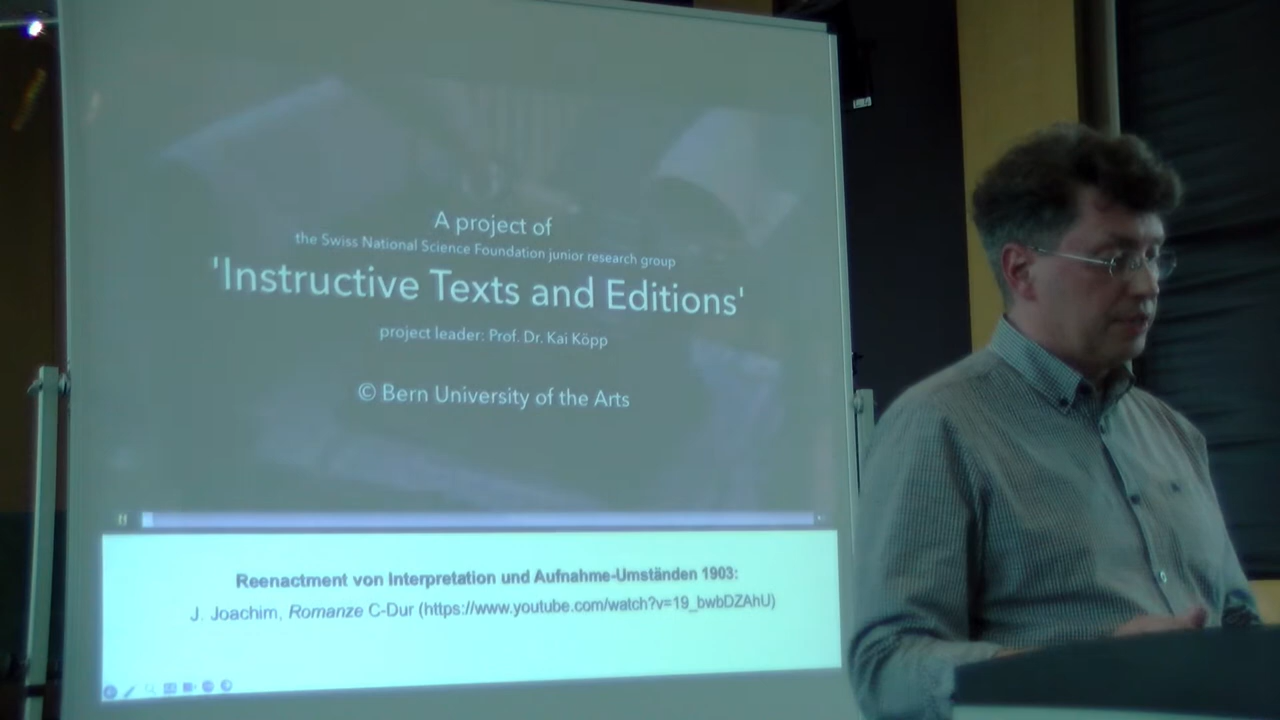 A project of
the Swiss National Science Foundation junior research group
'Instructive Texts and Editions'
project leader: Prof. Dr. Kai Köpp
© Bern University of the Arts
Reenactment von Interpretation und Aufnahme-Umständen 1903:
J. Joachim, Romanze C-Dur (https://www.youtube.com/watch?v=19_bwbDZAhU)